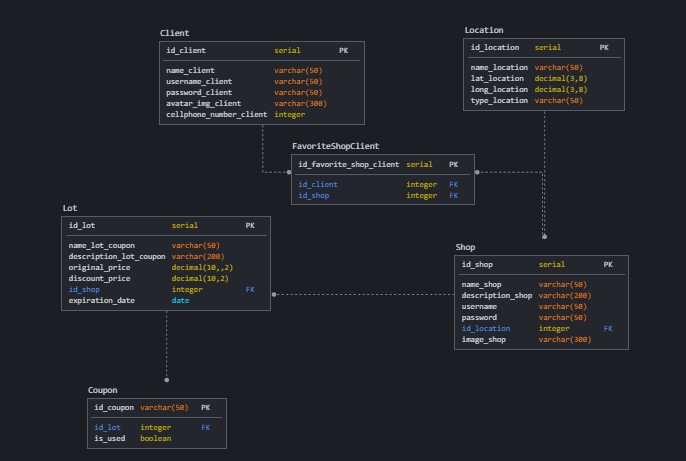 Client
id_client serial PK
name_client varchar(50)
username_client varchar(50)
password_client varchar(50)
avatar_img_client varchar(300)
cellphone_number_client integer
Location
id_location serial PK
name_location varchar(50)
lat_location decimal(3,8)
long_location decimal(3,8)
type_location varchar(50)
FavoriteShopClient
id_favorite_shop_client serial PK
id_client integer FK
id_shop integer FK
Lot
id_lot serial PK
name_lot_coupon varchar(50)
description_lot_coupon varchar(200)
original_price decimal(10,,2)
discount_price decimal(10,2)
id_shop integer FK
expiration_date date
Shop
id_shop serial PK
name_shop varchar(50)
description_shop varchar(200)
username varchar(50)
password varchar(50)
id_location integer FK
image_shop varchar(300)
Coupon
id_coupon varchar(50) PK
id_lot integer FK
is_used boolean